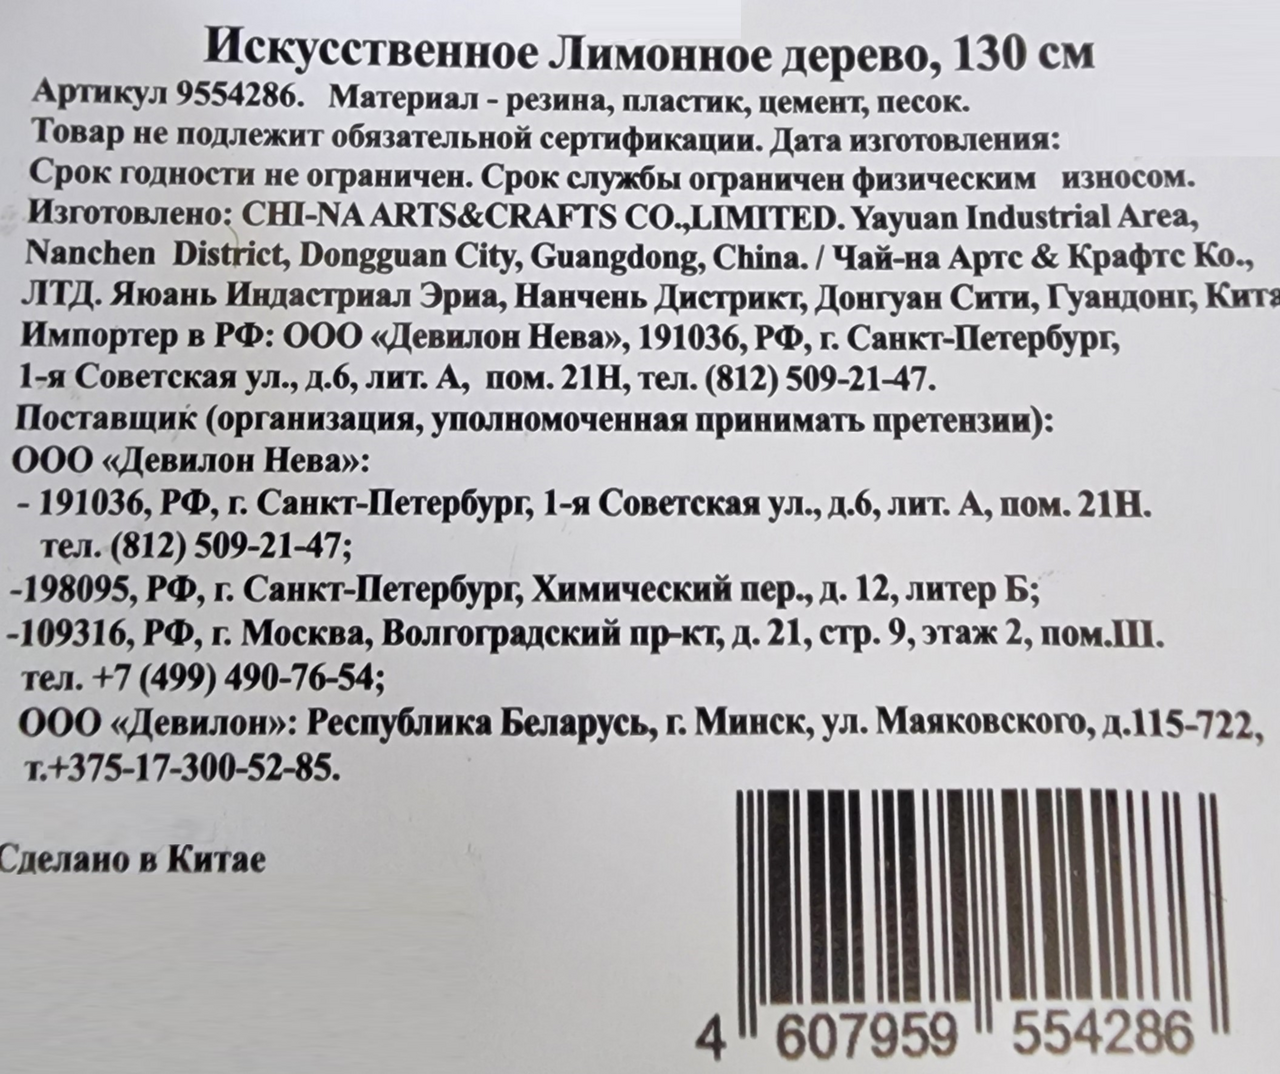 Искусственное Лимонное дерево, 130 см
Артикул 9554286. Материал - резина, пластик, цемент, песок.
Товар не подлежит обязательной сертификации. Дата изготовления:
Срок годности не ограничен. Срок службы ограничен физическим износом.
Изготовлено: CHI-NA ARTS&CRAFTS CO.,LIMITED. Yayuan Industrial Area,
Nanchen District, Dongguan City, Guangdong, China. / Чай-на Артс & Крафтс Ко.,
ЛТД. Яюань Индастриал Эриа, Нанчень Дистрикт, Донгуан Сити, Гуандонг, Кита
Импортер в РФ: ООО «Девилон Нева», 191036, РФ, г. Санкт-Петербург,
1-я Советская ул., д.6, лит. А, пом. 21Н, тел. (812) 509-21-47.
Поставщик (организация, уполномоченная принимать претензии):
ООО «Девилон Нева»:
- 191036, РФ, г. Санкт-Петербург, 1-я Советская ул., д.6, лит. А, пом. 21Н.
тел. (812) 509-21-47;
-198095, РФ, г. Санкт-Петербург, Химический пер., д. 12, литер Б;
-109316, РФ, г. Москва, Волгоградский пр-кт, д. 21, стр. 9, этаж 2, пом.III.
тел. +7 (499) 490-76-54;
ООО «Девилон»: Республика Беларусь, г. Минск, ул. Маяковского, д.115-722,
т.+375-17-300-52-85.
Сделано в Китае
4 607959 554286